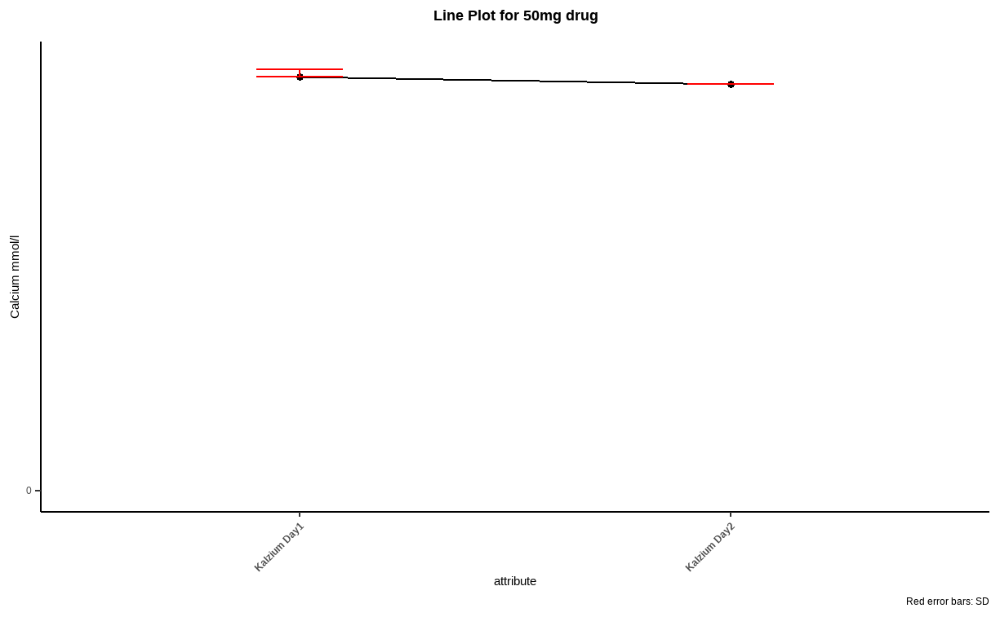 Line Plot for 50mg drug
Calcium mmol/l
0
Kalzium Day1
Kalzium Day2
attribute
Red error bars: SD